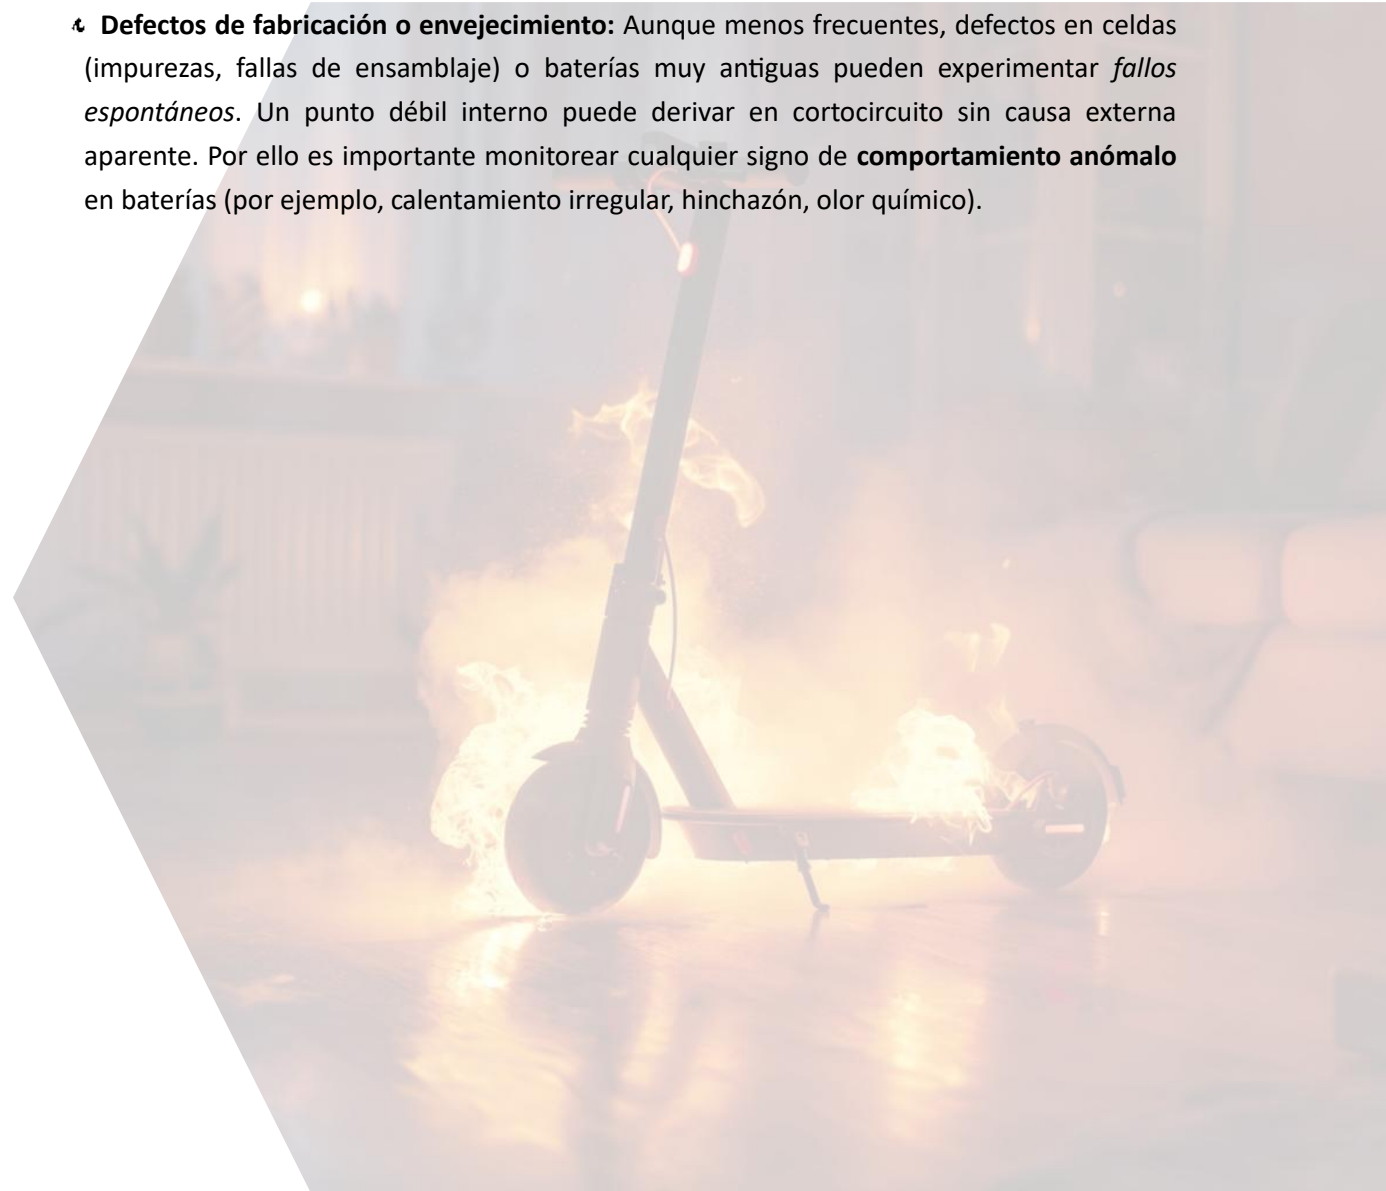 Defectos de fabricación o envejecimiento: Aunque menos frecuentes, defectos en celdas
(impurezas, fallas de ensamblaje) o baterías muy antiguas pueden experimentar fallos
espontáneos. Un punto débil interno puede derivar en cortocircuito sin causa externa
aparente. Por ello es importante monitorear cualquier signo de comportamiento anómalo
en baterías (por ejemplo, calentamiento irregular, hinchazón, olor químico).